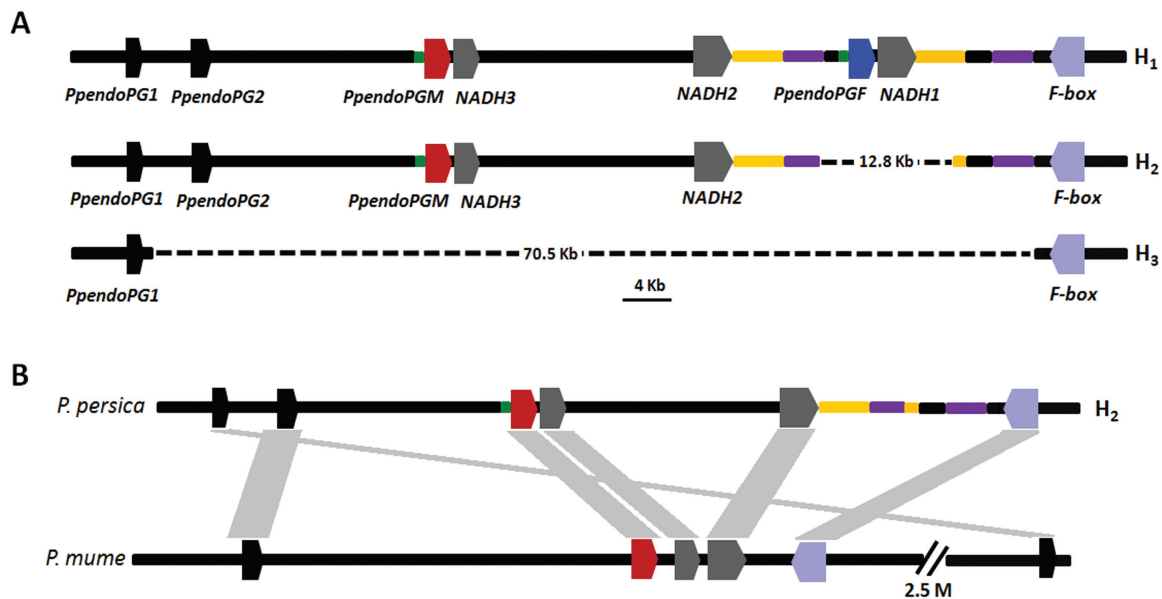 A
H1
PpendoPG1 PpendoPG2 PpendoPGM NADH3 NADH2 PpendoPGF NADH1 F-box
12.8 Kb
H2
PpendoPG1 PpendoPG2 PpendoPGM NADH3 NADH2 F-box
70.5 Kb
H3
PpendoPG1 4 Kb F-box
B
P. persica H2
P. mume
2.5 M